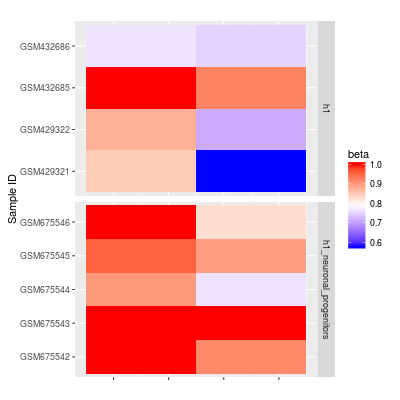 GSM432686
GSM432685
GSM429322
GSM429321
h1
GSM675546
GSM675545
GSM675544
GSM675543
GSM675542
h1_neuronal_progenitors
Sample ID
beta
1.0
0.9
0.8
0.7
0.6